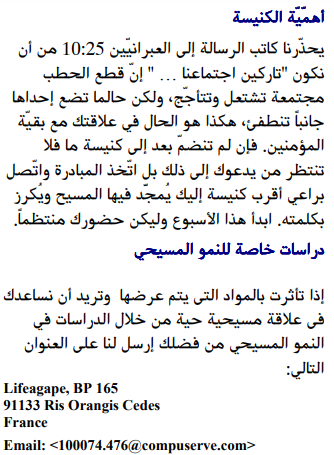 أهمّيّة الكنيسة
يحذّرنا كاتب الرسالة إلى العبرانيّين 10:25 من أن
نكون "تاركين اجتماعنا ... " إنّ قطع الحطب
مجتمعة تشتعل وتتأجّج، ولكن حالما تضع إحداها
جانباً تنطفئ، هكذا هو الحال في علاقتك مع بقيّة
المؤمنين. فإن لم تنضمّ بعد إلى كنيسة ما فلا
تنتظر من يدعوك إلى ذلك بل اتّخذ المبادرة واتّصل
براعي أقرب كنيسة إليك يُمجّد فيها المسيح ويُكرز
بكلمته. ابدأ هذا الأسبوع وليكن حضورك منتظماً.
دراسات خاصة للنمو المسيحي
إذا تأثرت بالمواد التى يتم عرضها وتريد أن نساعدك
في علاقة مسيحية حية من خلال الدراسات في
النمو المسيحي من فضلك إرسل لنا على العنوان
التالي:
Lifeagape, BP 165
91133 Ris Orangis Cedes
France
Email: <100074.476@compuserve.com>